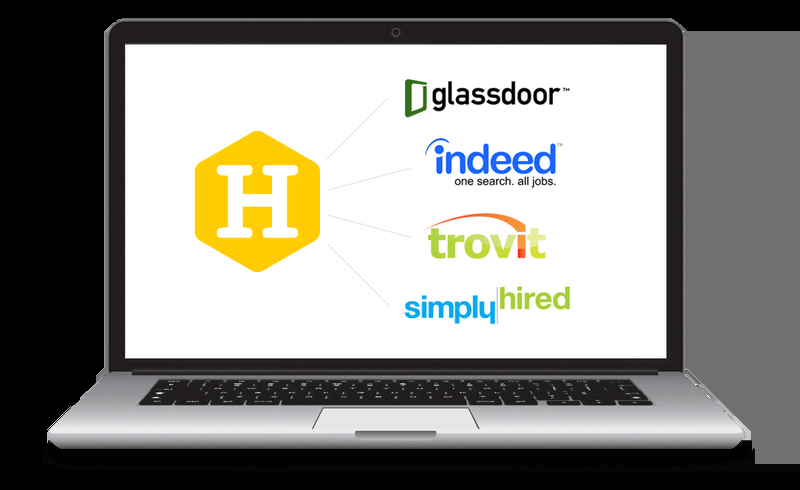 H
glassdoor™
indeed™
one search. all jobs.
trovit
simply|hired